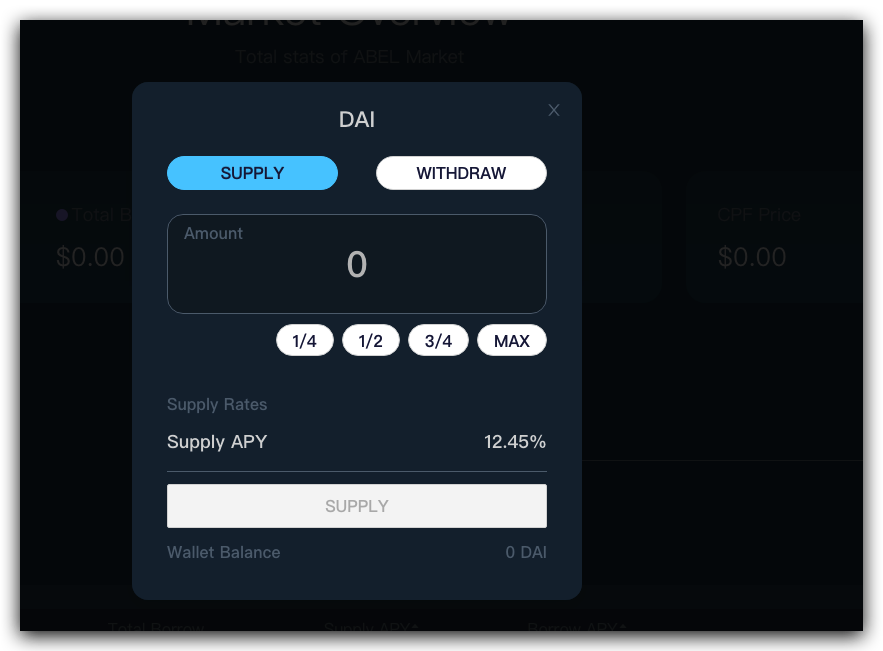 Market Overview
Total stats of ABEL Market
DAI
X
SUPPLY WITHDRAW
Total B
$0.00
CPF Price
$0.00
Amount
0
1/4 1/2 3/4 MAX
Supply Rates
Supply APY 12.45%
SUPPLY
Wallet Balance 0 DAI
Total Borrow Supply APY Borrow APY